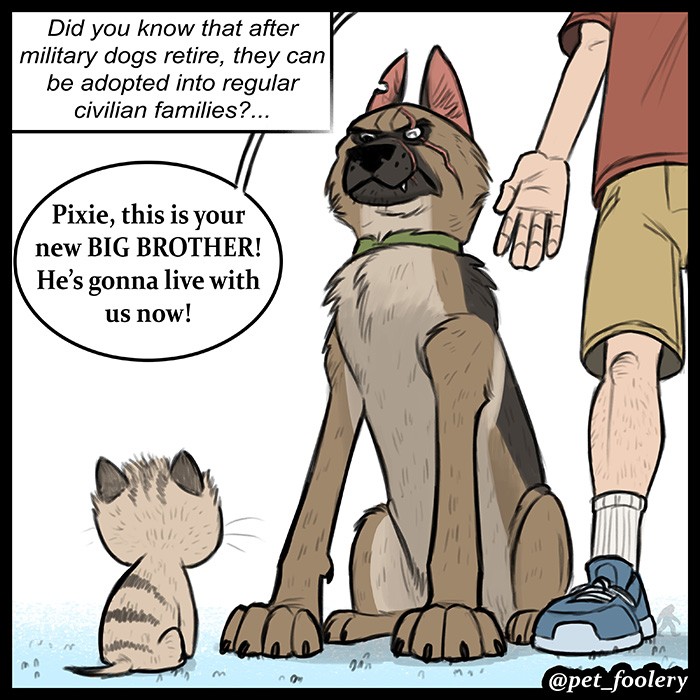 Did you know that after
military dogs retire, they can
be adopted into regular
civilian families?...
Pixie, this is your
new BIG BROTHER!
He's gonna live with
us now!
@pet_foolery